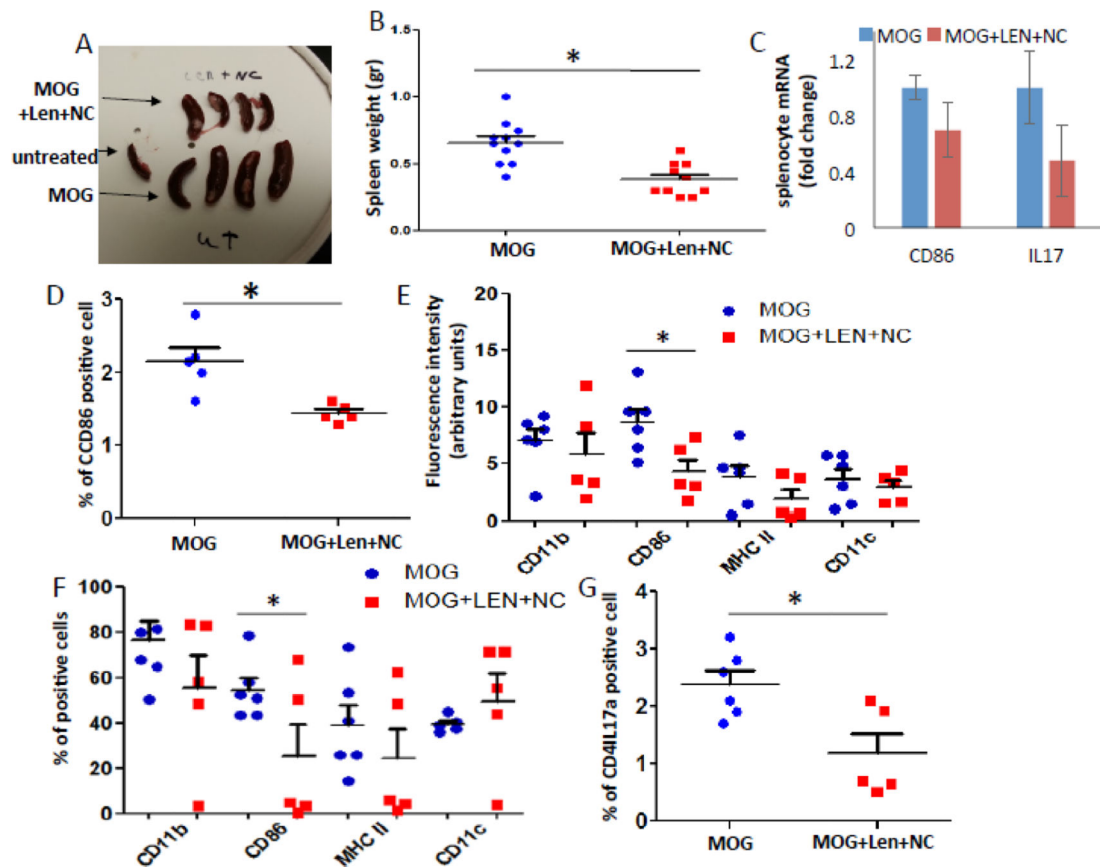 A
MOG
+Len+NC
untreated
MOG
Len + NC
UT
B
Spleen weight (gr)
1.5
1.0
0.5
0.0
*
MOG
MOG+Len+NC
C
MOG
MOG+LEN+NC
splenocyte mRNA
(fold change)
1.2
0.8
0.4
0
CD86
IL17
D
% of CCD86 positive cell
3
2
1
0
*
MOG
MOG+Len+NC
E
Fluorescence intensity
(arbitrary units)
20
15
10
5
0
MOG
MOG+LEN+NC
*
CD11b
CD86
MHC II
CD11c
F
% of positive cells
100
80
60
40
20
0
MOG
MOG+LEN+NC
*
CD11b
CD86
MHC II
CD11c
G
% of CD4IL17a positive cell
4
3
2
1
0
*
MOG
MOG+Len+NC